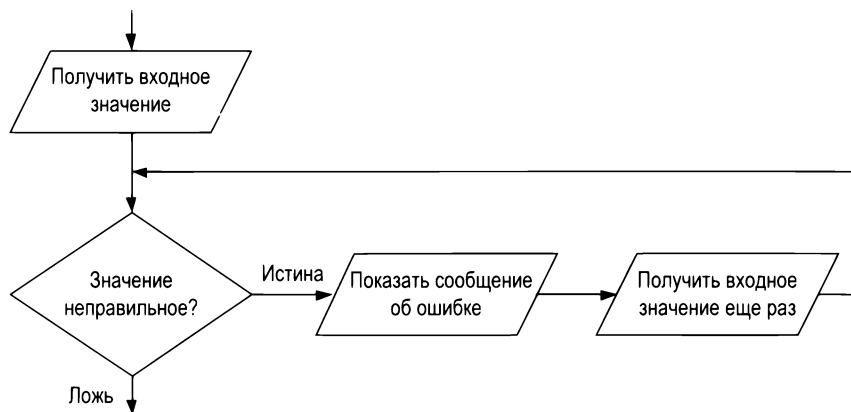 Получить входное
значение
Значение
неправильное?
Истина
Показать сообщение
об ошибке
Получить входное
значение еще раз
Ложь